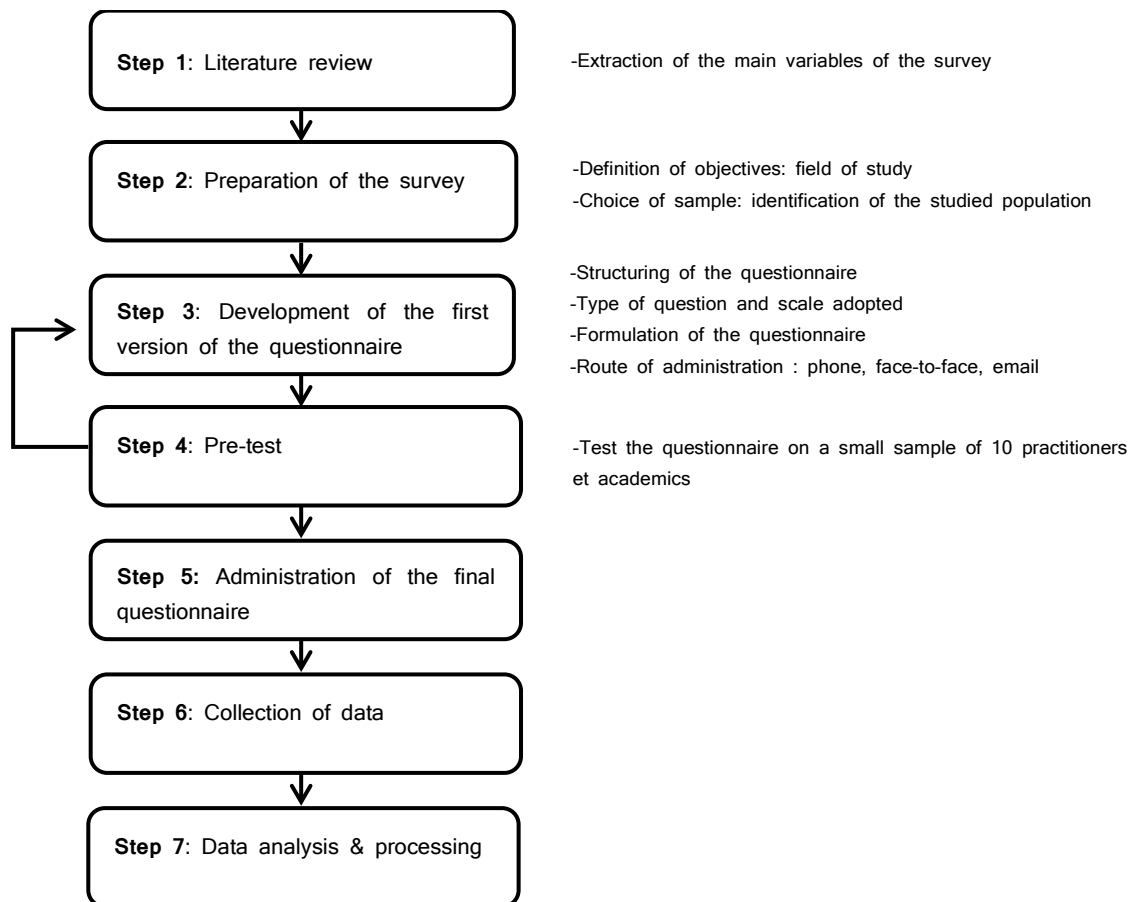 Step 1: Literature review
-Extraction of the main variables of the survey
Step 2: Preparation of the survey
-Definition of objectives: field of study
-Choice of sample: identification of the studied population
Step 3: Development of the first
version of the questionnaire
-Structuring of the questionnaire
-Type of question and scale adopted
-Formulation of the questionnaire
-Route of administration : phone, face-to-face, email
Step 4: Pre-test
-Test the questionnaire on a small sample of 10 practitioners
et academics
Step 5: Administration of the final
questionnaire
Step 6: Collection of data
Step 7: Data analysis & processing